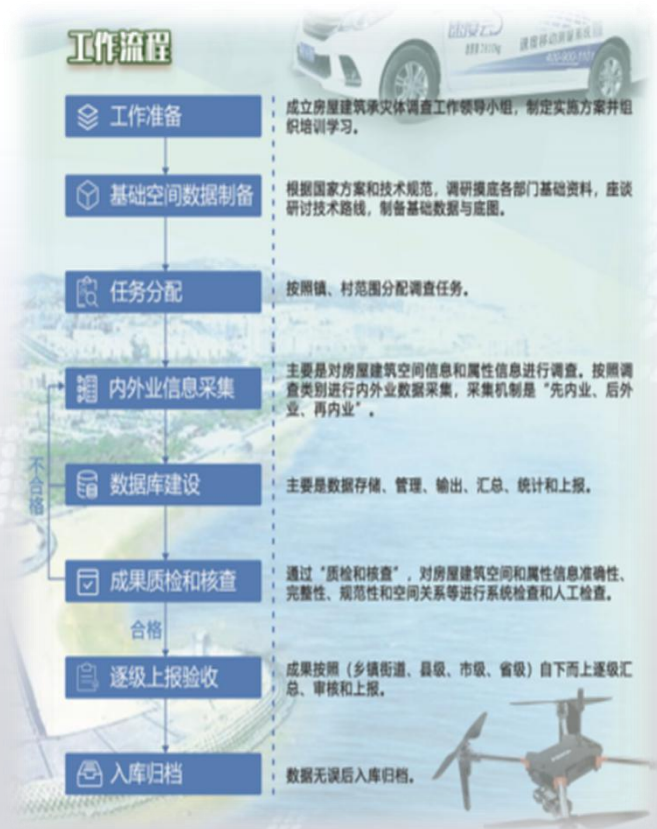 工作流程
工作准备
成立房屋建筑承灾体调查工作领导小组，制定实施方案并组
织培训学习。
基础空间数据制备
根据国家方案和技术规范，调研摸底各部门基础资料，座谈
研讨技术路线，制备基础数据与底图。
任务分配
按照镇、村范围分配调查任务。
内外业信息采集
主要是对房屋建筑空间信息和属性信息进行调查。按照调
查类别进行内外业数据采集，采集机制是“先内业、后外
业、再内业”。
数据库建设
主要是数据存储、管理、输出、汇总、统计和上报。
不合格
成果质检和核查
通过“质检和核查”，对房屋建筑空间和属性信息准确性、
完整性、规范性和空间关系等进行系统检查和人工检查。
合格
逐级上报验收
成果按照（乡镇街道、县级、市级、省级）自下而上逐级汇
总、审核和上报。
入库归档
数据无误后入库归档。